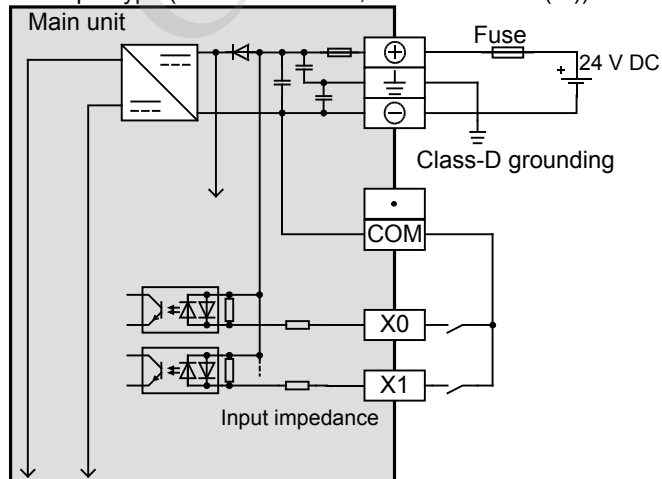 Main unit
Fuse
24 V DC
+
Class-D grounding
COM
X0
X1
Input impedance